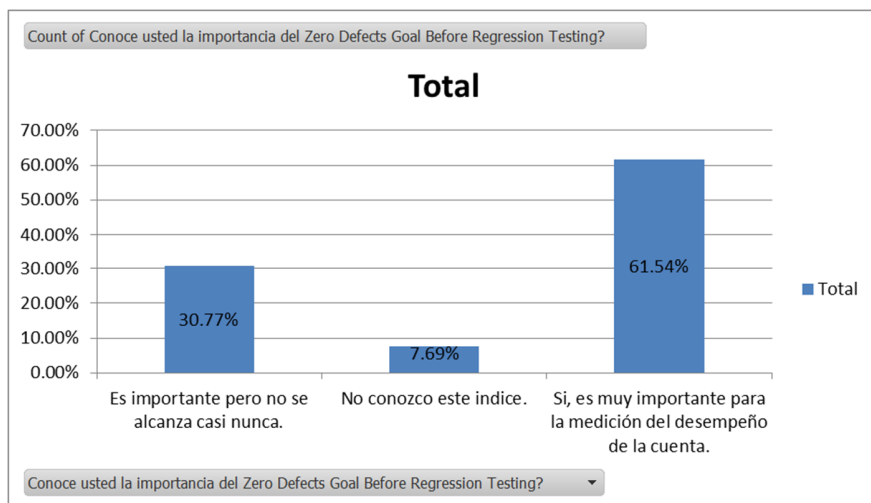 Count of Conoce usted la importancia del Zero Defects Goal Before Regression Testing?
Total
70.00%
60.00%
50.00%
40.00%
30.00%
20.00%
10.00%
0.00%
30.77%
7.69%
61.54%
Total
Es importante pero no se
alcanza casi nunca.
No conozco este indice.
Si, es muy importante para
la medición del desempeño
de la cuenta.
Conoce usted la importancia del Zero Defects Goal Before Regression Testing?